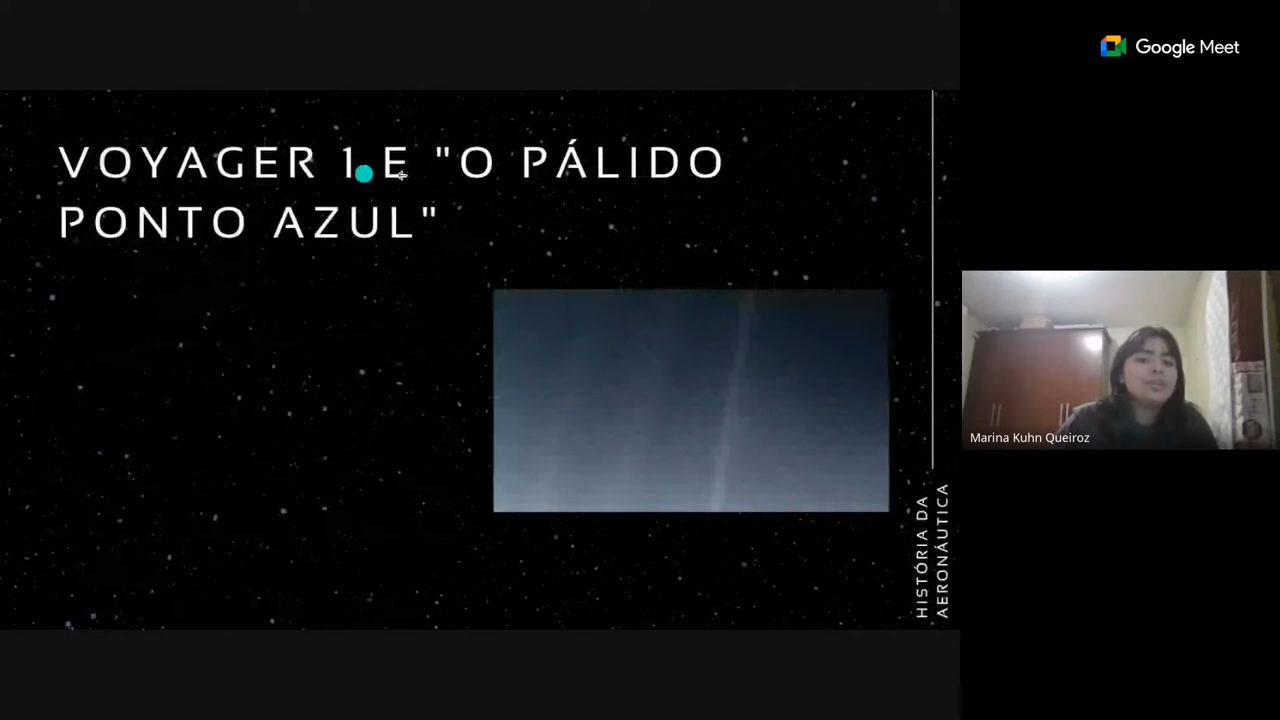 Google Meet
VOYAGER 1 E "O PÁLIDO
PONTO AZUL"
Marina Kuhn Queiroz
HISTÓRIA DA
AERONÁUTICA